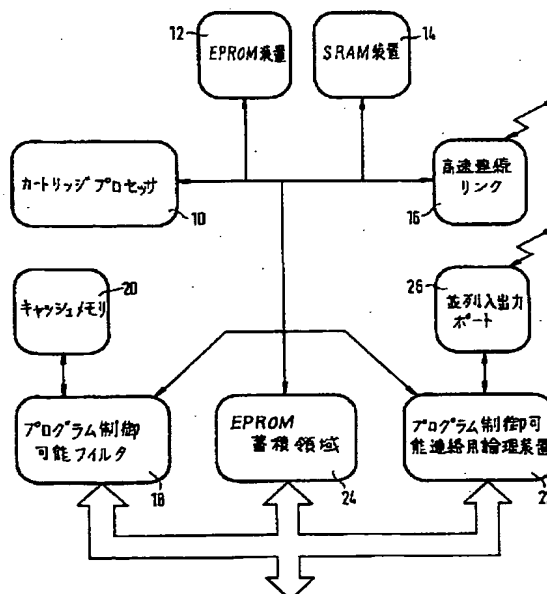 12
EPROM装置
14
SRAM装置
カートリッジプロセッサ
10
高速連続
リンク
16
20
キャッシュメモリ
26
並列入出力
ポート
プログラム制御
可能フィルタ
18
EPROM
蓄積領域
24
プログラム制御可
能連絡用論理装置